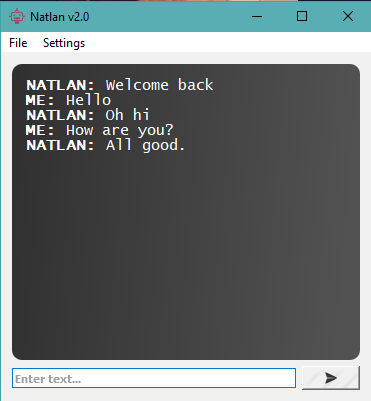 Natlan v2.0
File Settings
NATLAN: Welcome back
ME: Hello
NATLAN: Oh hi
ME: How are you?
NATLAN: All good.
Enter text...